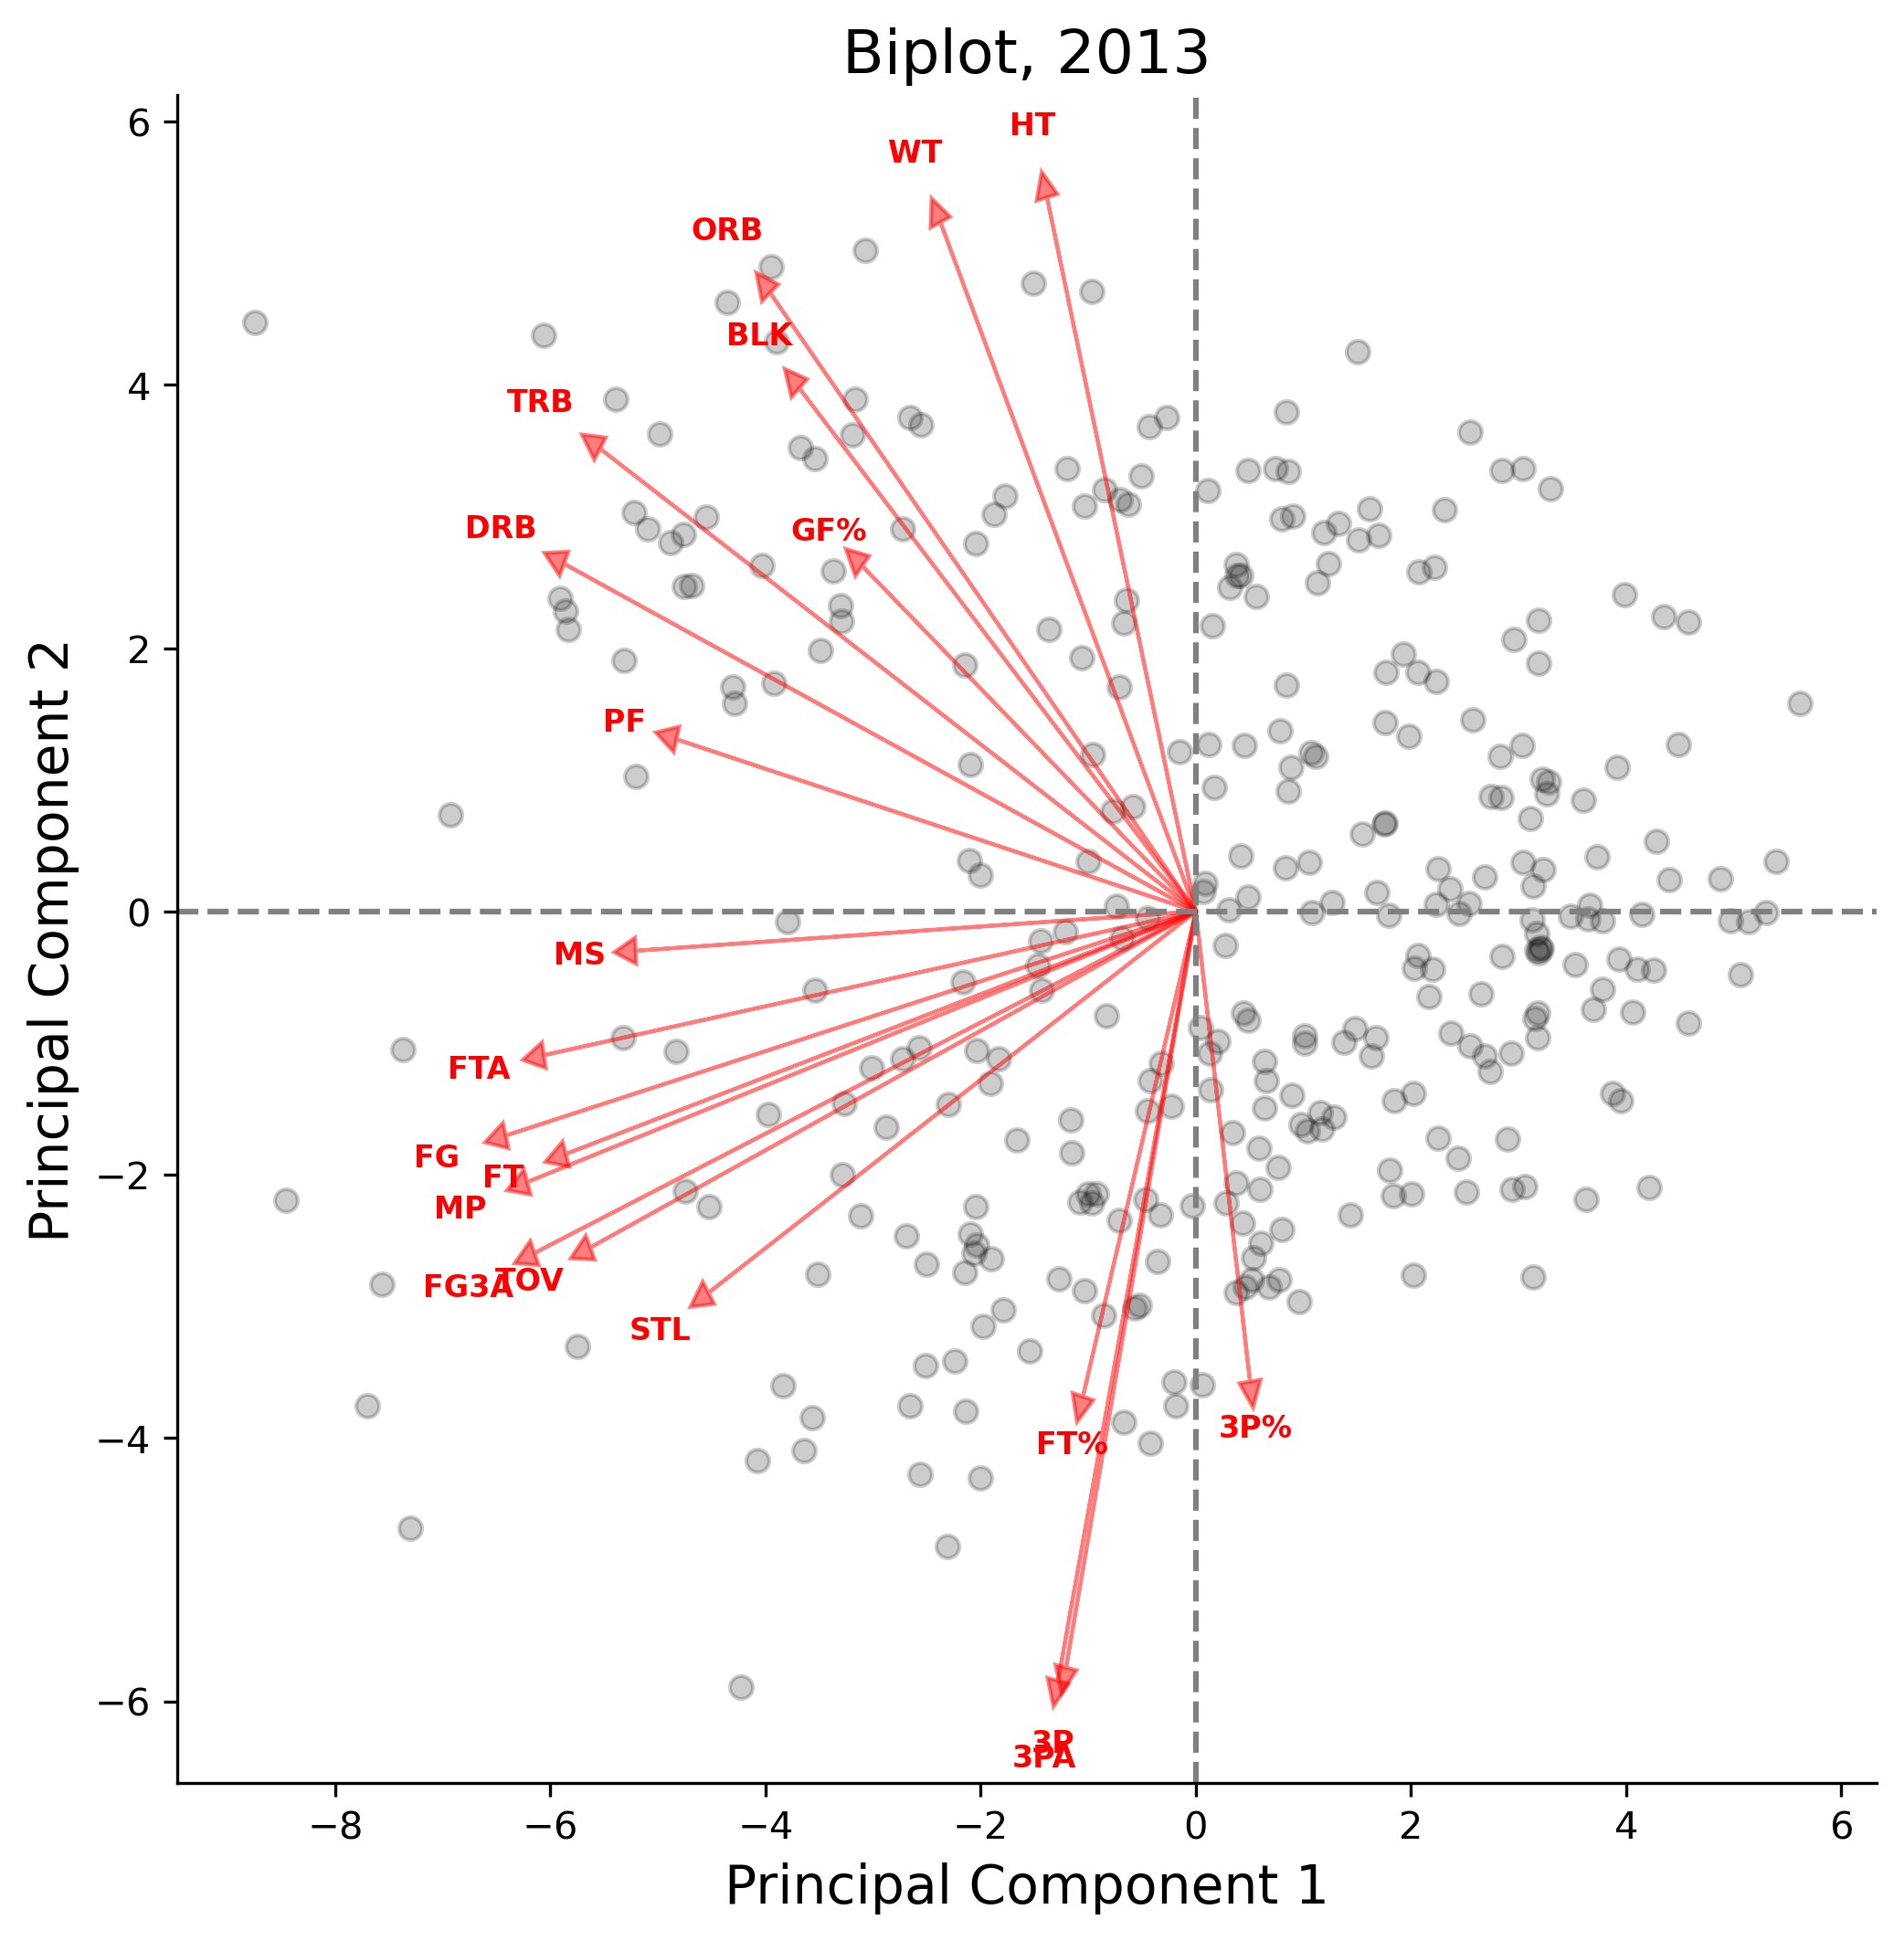 Biplot, 2013
6
HT
WT
ORB
BLK
4
TRB
DRB
GF%
2
PF
0
MS
FTA
FG
FT
−2
MP
FG3A
TOV
STL
FT%
3P%
−4
−6
3P
3PA
−8
−6
−4
−2
0
2
4
6
Principal Component 1
Principal Component 2